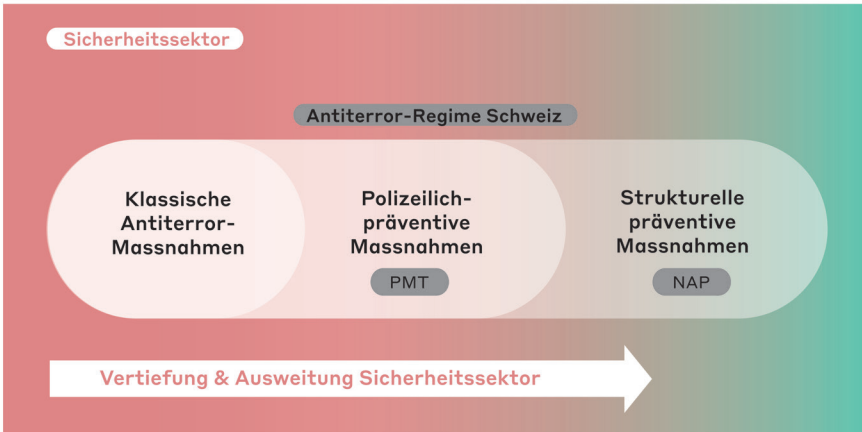 Sicherheitssektor
Antiterror-Regime Schweiz
Klassische
Antiterror-
Massnahmen
Polizeilich-
präventive
Massnahmen
PMT
Strukturelle
präventive
Massnahmen
NAP
Vertiefung & Ausweitung Sicherheitssektor